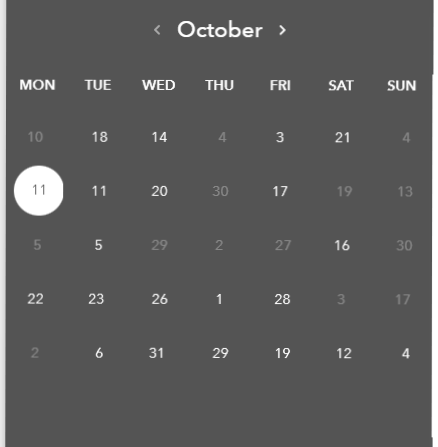 ‹ October ›
MON TUE WED THU FRI SAT SUN
10 18 14 4 3 21 4
11 11 20 30 17 19 13
5 5 29 2 27 16 30
22 23 26 1 28 3 17
2 6 31 29 19 12 4